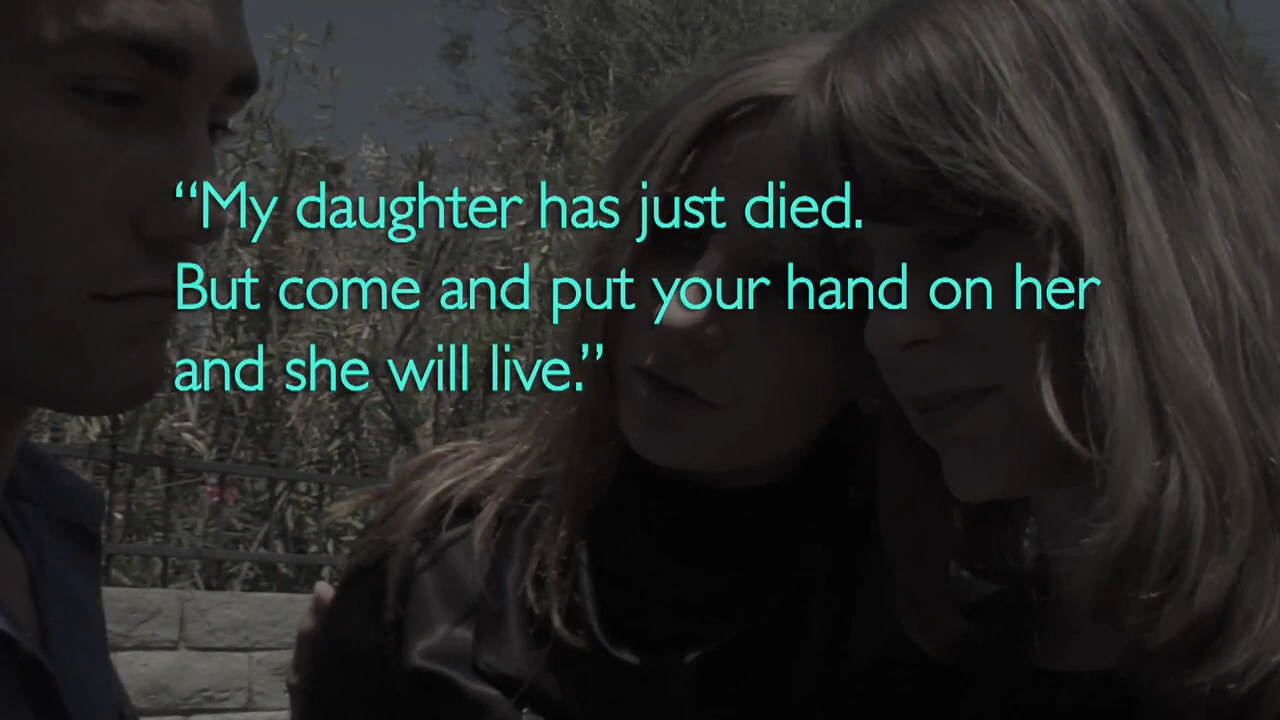 “My daughter has just died.
But come and put your hand on her
and she will live.”